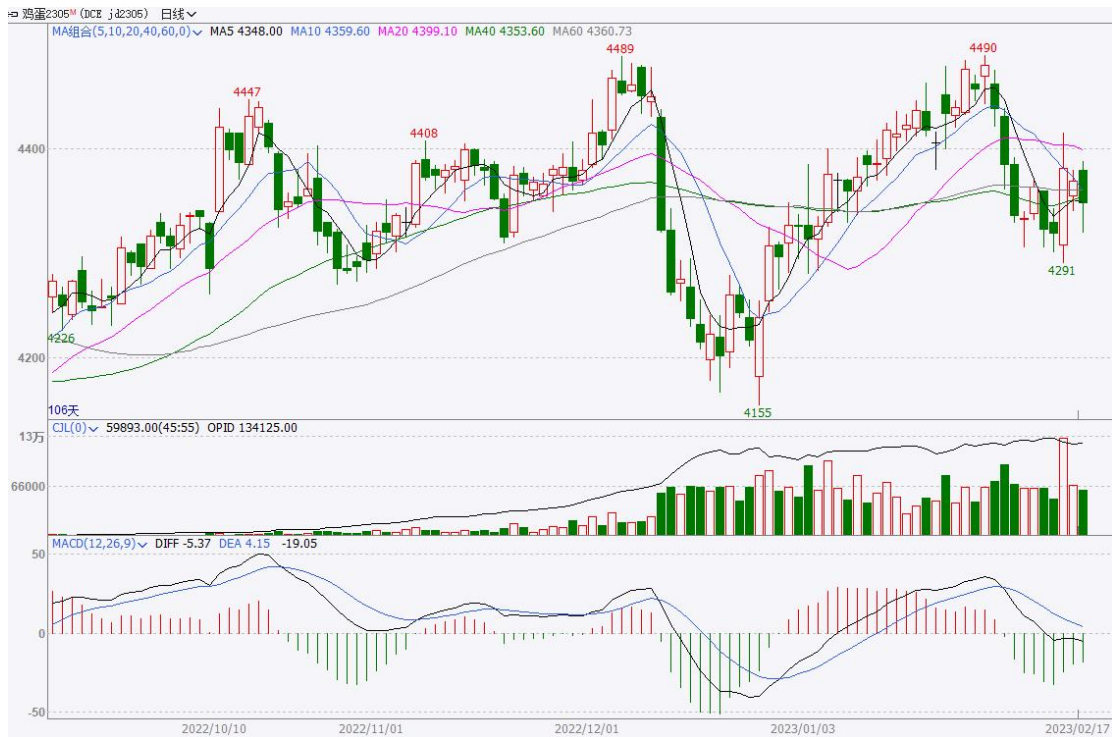 鸡蛋2305M (DCE jd2305) 日线
MA组合(5,10,20,40,60,0) MA5 4348.00 MA10 4359.60 MA20 4399.10 MA40 4353.60 MA60 4360.73
4489
4490
4447
4408
4400
4291
4226
4200
4155
106天
CJL(0) 59893.00(45:55) OPID 134125.00
13万
66000
MACD(12,26,9) DIFF -5.37 DEA 4.15 -19.05
50
0
-50
2022/10/10 2022/11/01 2022/12/01 2023/01/03 2023/02/17